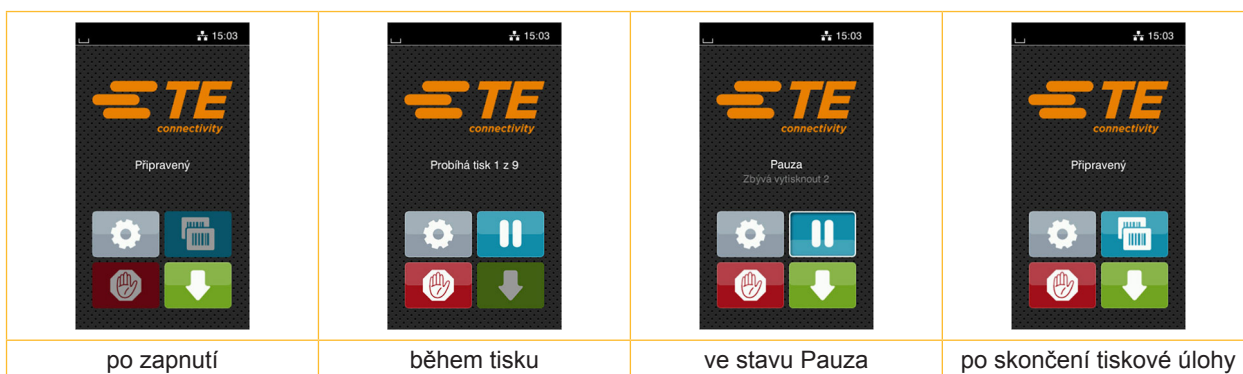 15:03
TE
connectivity
Připravený
po zapnutí
15:03
TE
connectivity
Probíhá tisk 1 z 9
během tisku
15:03
TE
connectivity
Pauza
Zbývá vytisknout 2
ve stavu Pauza
15:03
TE
connectivity
Připravený
po skončení tiskové úlohy